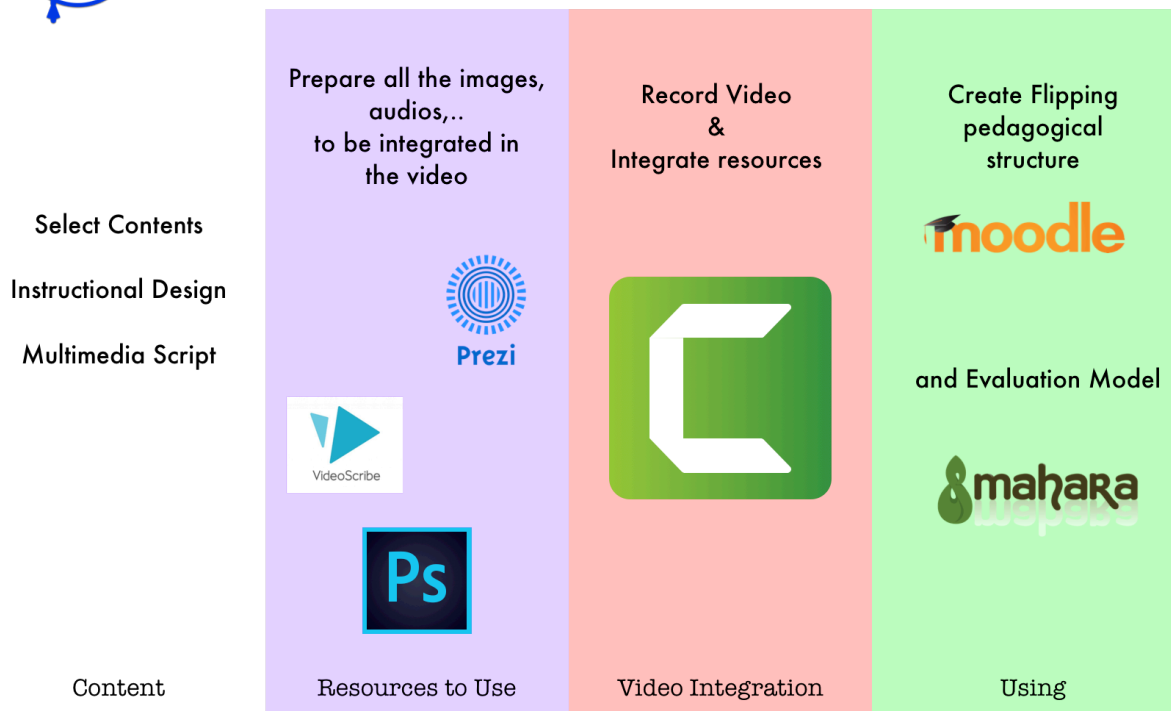 Select Contents
Instructional Design
Multimedia Script
Content
Prepare all the images,
audios,..
to be integrated in
the video
Prezi
VideoScribe
Ps
Resources to Use
Record Video
&
Integrate resources
Video Integration
Create Flipping
pedagogical
structure
moodle
and Evaluation Model
mahara
Using